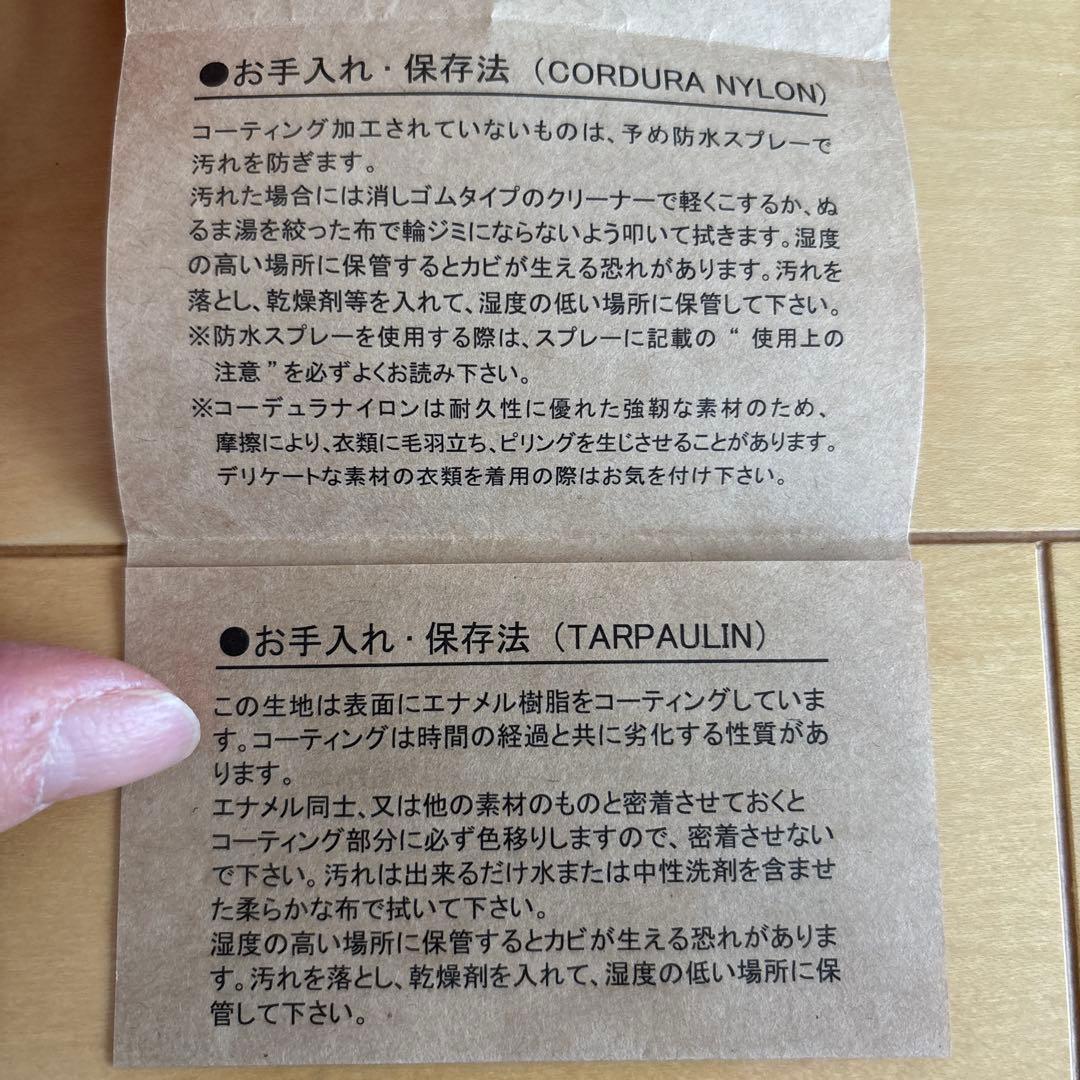 ●お手入れ・保存法（CORDURA NYLON）
コーティング加工されていないものは、予め防水スプレーで
汚れを防ぎます。
汚れた場合には消しゴムタイプのクリーナーで軽くこするか、ぬ
るま湯を絞った布で輪ジミにならないよう叩いて拭きます。湿度
の高い場所に保管するとカビが生える恐れがあります。汚れを
落とし、乾燥剤等を入れて、湿度の低い場所に保管して下さい。
※防水スプレーを使用する際は、スプレーに記載の“ 使用上の
注意 ”を必ずよくお読み下さい。
※コーデュラナイロンは耐久性に優れた強靭な素材のため、
摩擦により、衣類に毛羽立ち、ピリングを生じさせることがあります。
デリケートな素材の衣類を着用の際はお気を付け下さい。
●お手入れ・保存法（TARPAULIN）
この生地は表面にエナメル樹脂をコーティングしていま
す。コーティングは時間の経過と共に劣化する性質があ
ります。
エナメル同士、又は他の素材のものと密着させておくと
コーティング部分に必ず色移りしますので、密着させない
で下さい。汚れは出来るだけ水または中性洗剤を含ませ
た柔らかな布で拭いて下さい。
湿度の高い場所に保管するとカビが生える恐れがありま
す。汚れを落とし、乾燥剤を入れて、湿度の低い場所に保
管して下さい。